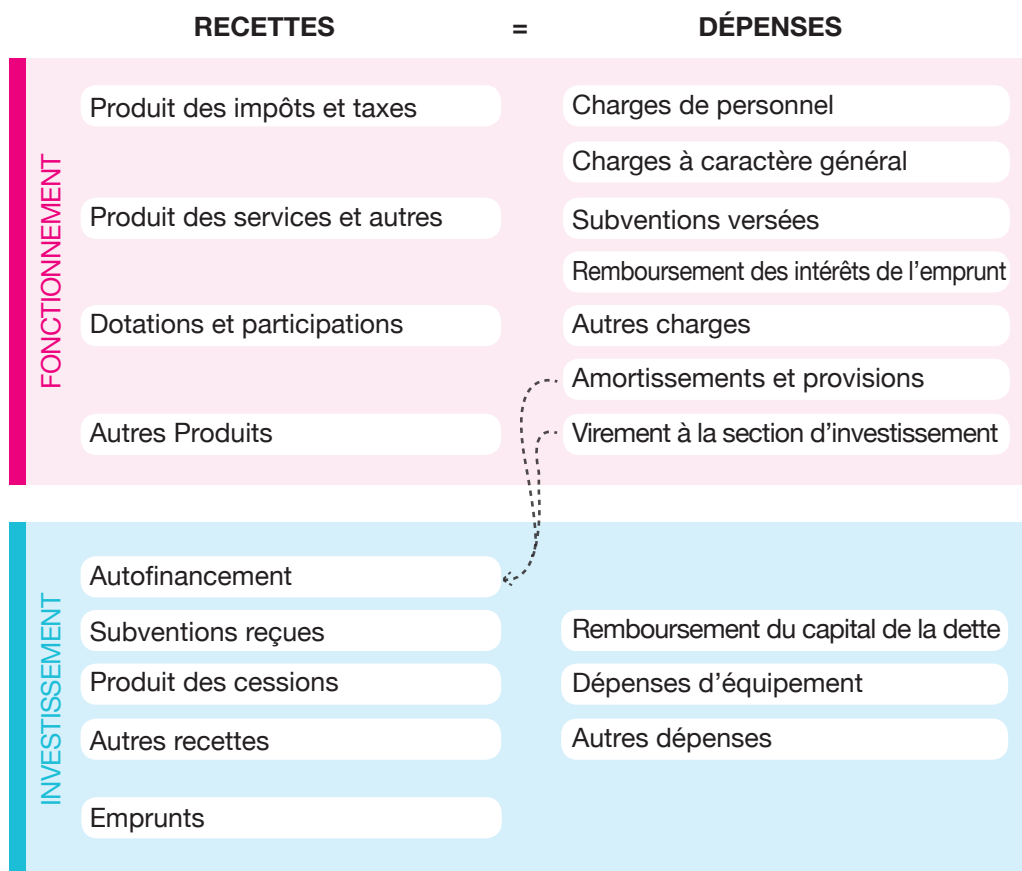 RECETTES = DÉPENSES
FONCTIONNEMENT
Produit des impôts et taxes
Produit des services et autres
Dotations et participations
Autres Produits
Charges de personnel
Charges à caractère général
Subventions versées
Remboursement des intérêts de l’emprunt
Autres charges
Amortissements et provisions
Virement à la section d’investissement
INVESTISSEMENT
Autofinancement
Subventions reçues
Produit des cessions
Autres recettes
Emprunts
Remboursement du capital de la dette
Dépenses d’équipement
Autres dépenses